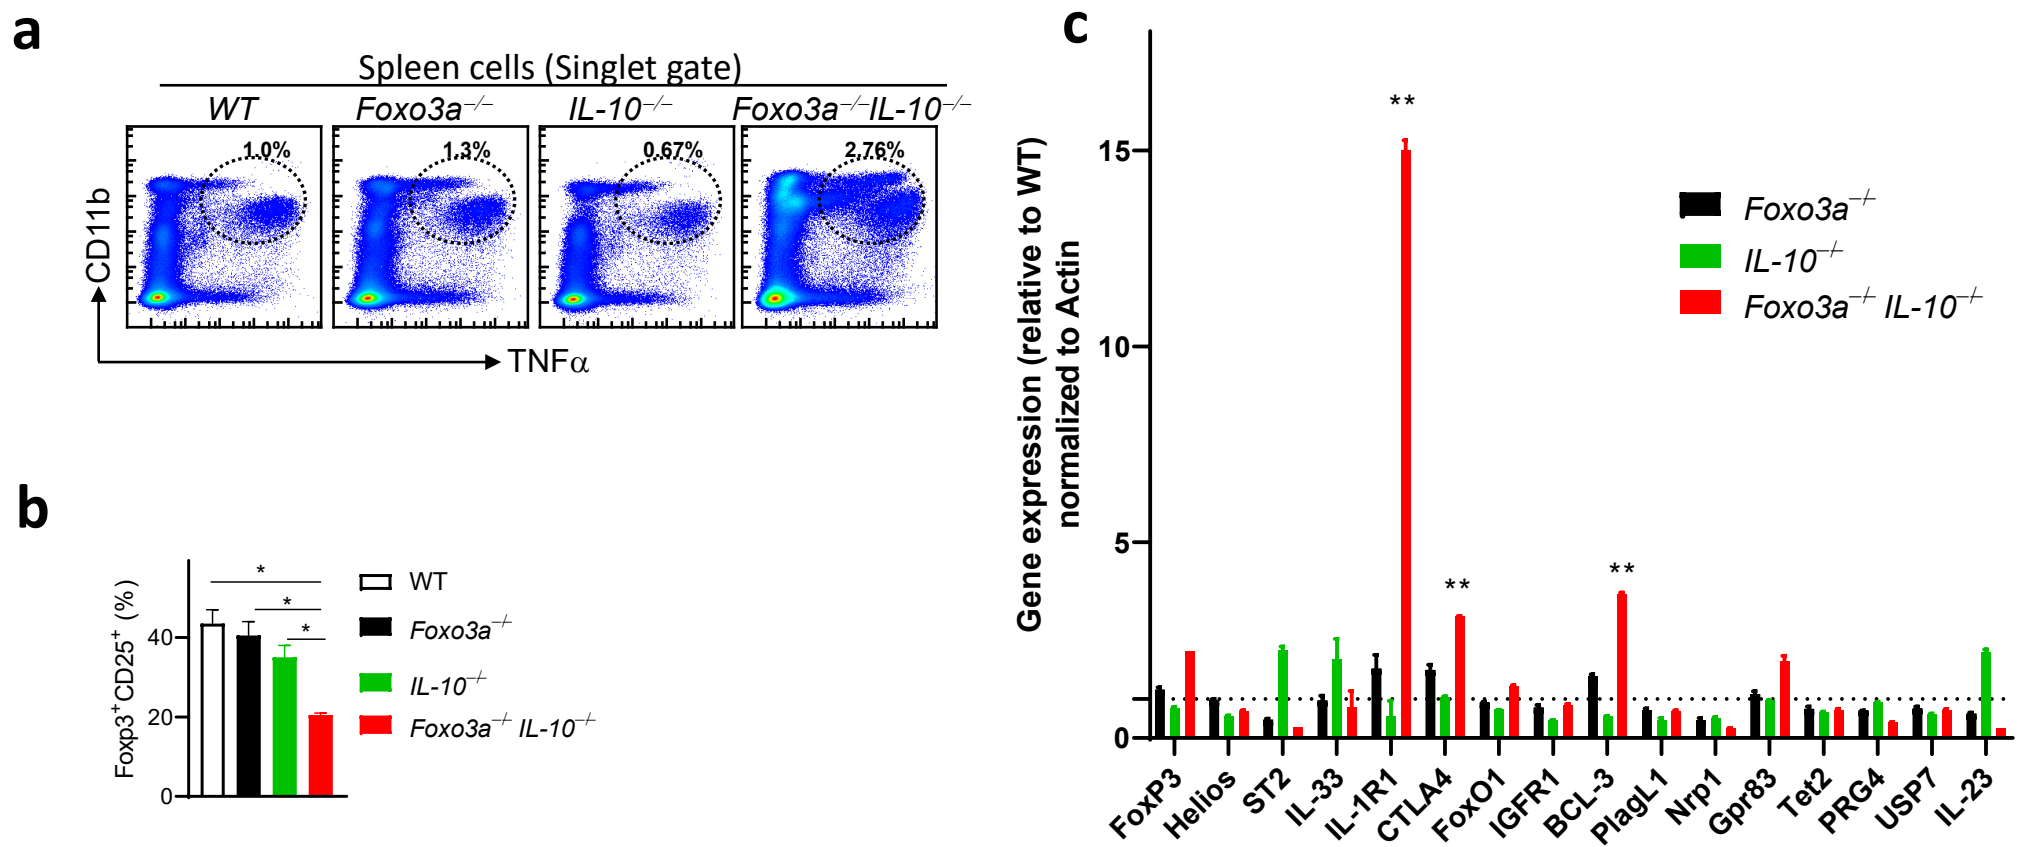 a
Spleen cells (Singlet gate)
WT Foxo3a−/− IL-10−/− Foxo3a−/−IL-10−/−
1.0% 1.3% 0.67% 2.76%
CD11b
TNFα
b
Foxp3+CD25+ (%)
40
20
0
*
*
*
WT
Foxo3a−/−
IL-10−/−
Foxo3a−/− IL-10−/−
c
Gene expression (relative to WT)
normalized to Actin
15
10
5
0
**
**
**
Foxo3a−/−
IL-10−/−
Foxo3a−/− IL-10−/−
FoxP3
Helios
ST2
IL-33
IL-1R1
CTLA4
FoxO1
IGFR1
BCL-3
PlagL1
Nrp1
Gpr83
Tet2
PRG4
USP7
IL-23